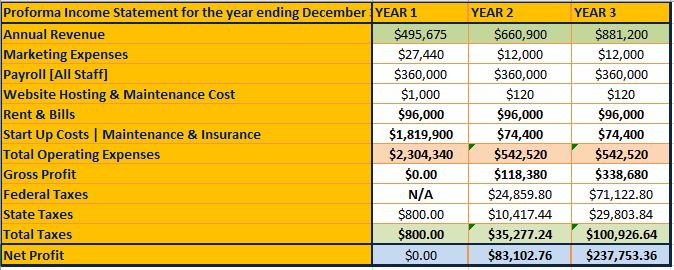 Proforma Income Statement for the year ending December YEAR 1 YEAR 2 YEAR 3
Annual Revenue $495,675 $660,900 $881,200
Marketing Expenses $27,440 $12,000 $12,000
Payroll [All Staff] $360,000 $360,000 $360,000
Website Hosting & Maintenance Cost $1,000 $120 $120
Rent & Bills $96,000 $96,000 $96,000
Start Up Costs | Maintenance & Insurance $1,819,900 $74,400 $74,400
Total Operating Expenses $2,304,340 $542,520 $542,520
Gross Profit $0.00 $118,380 $338,680
Federal Taxes N/A $24,859.80 $71,122.80
State Taxes $800.00 $10,417.44 $29,803.84
Total Taxes $800.00 $35,277.24 $100,926.64
Net Profit $0.00 $83,102.76 $237,753.36